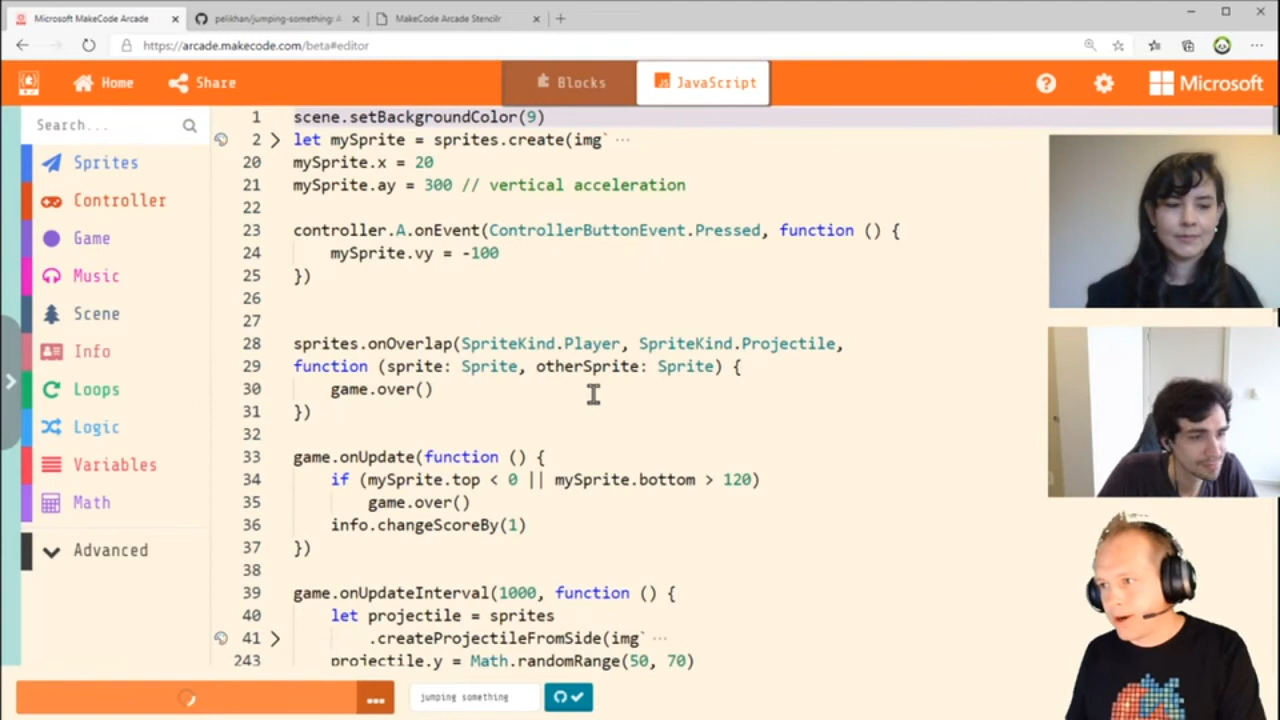 Microsoft MakeCode Arcade
pelikhan/jumping-something: A
MakeCode Arcade Stencilr
https://arcade.makecode.com/beta#editor
Home
Share
Blocks
JS JavaScript
Microsoft
Search...
Sprites
Controller
Game
Music
Scene
Info
Loops
Logic
Variables
Math
Advanced
1 scene.setBackgroundColor(9)
2 let mySprite = sprites.create(img` ...
20 mySprite.x = 20
21 mySprite.ay = 300 // vertical acceleration
22
23 controller.A.onEvent(ControllerButtonEvent.Pressed, function () {
24 mySprite.vy = -100
25 })
26
27
28 sprites.onOverlap(SpriteKind.Player, SpriteKind.Projectile,
29 function (sprite: Sprite, otherSprite: Sprite) {
30 game.over()
31 })
32
33 game.onUpdate(function () {
34 if (mySprite.top < 0 || mySprite.bottom > 120)
35 game.over()
36 info.changeScoreBy(1)
37 })
38
39 game.onUpdateInterval(1000, function () {
40 let projectile = sprites
41 .createProjectileFromSide(img` ...
243 projectile.y = Math.randomRange(50, 70)
jumping something